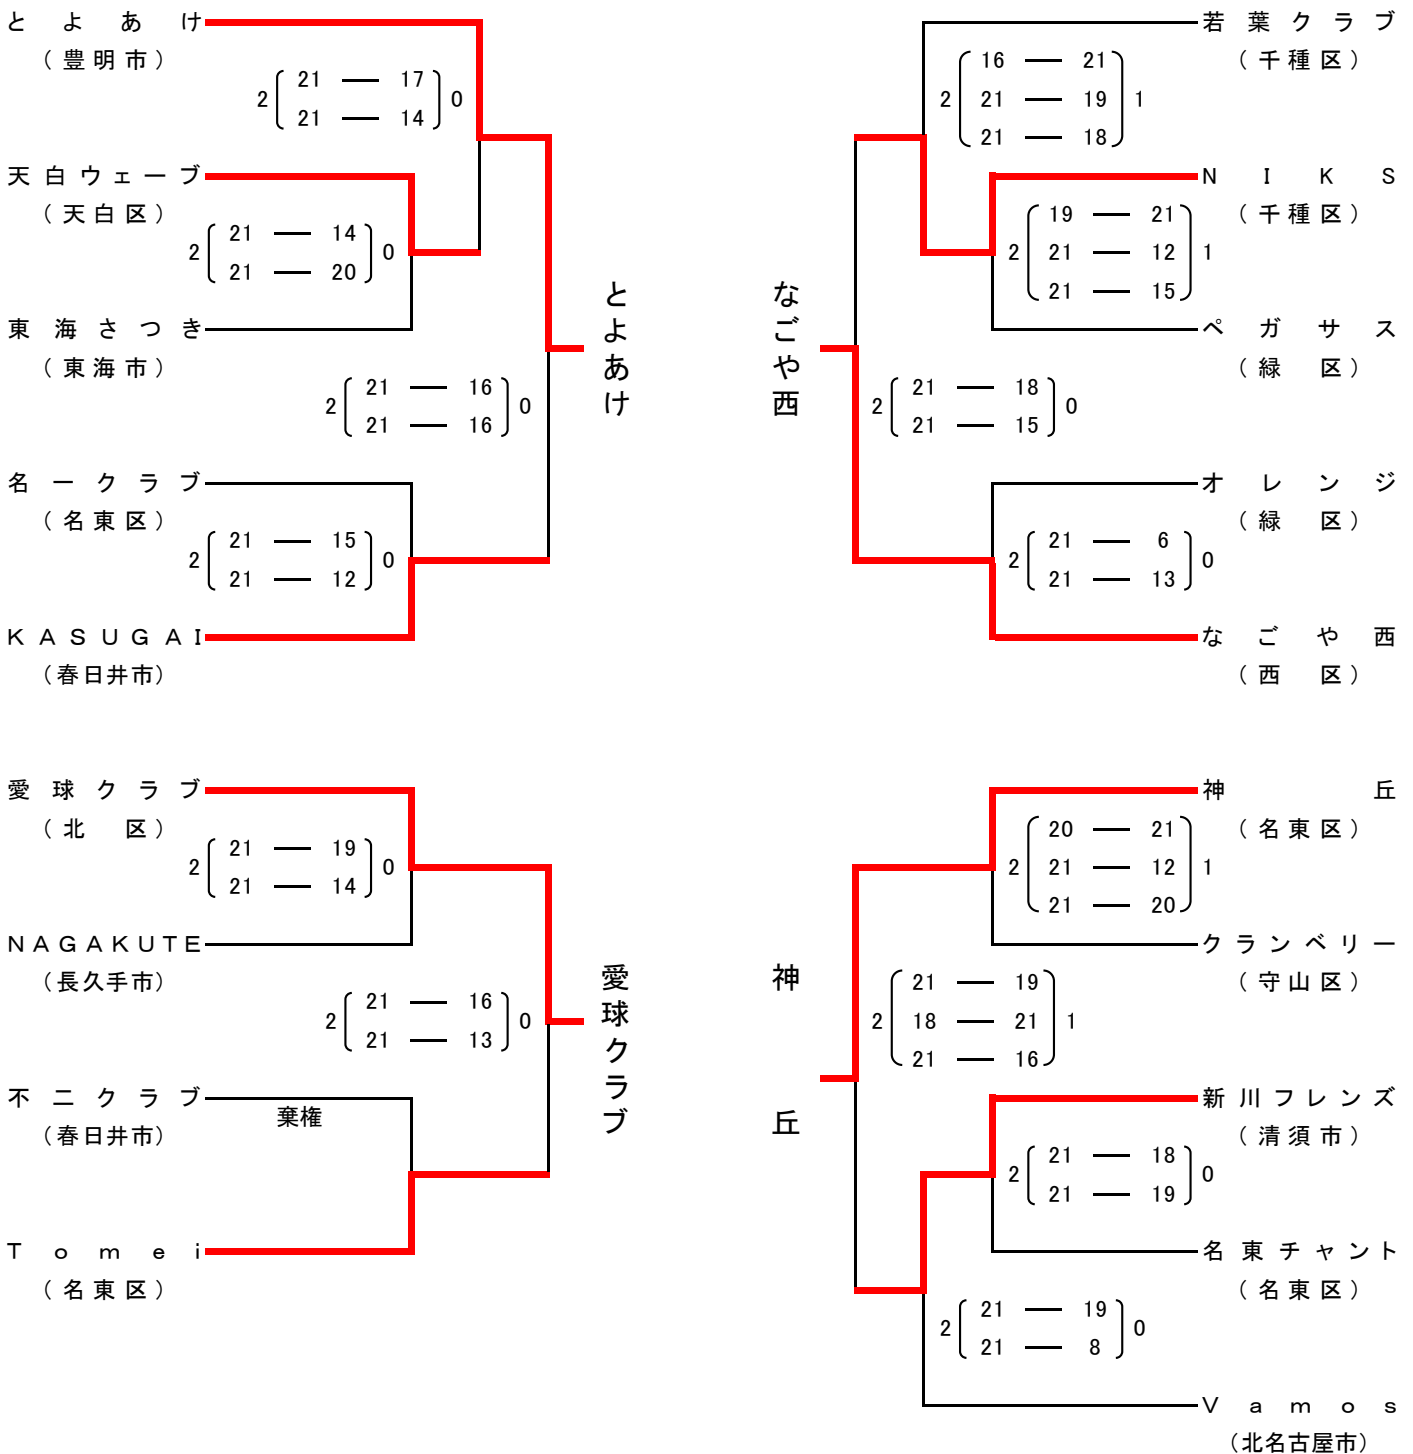 とよあけ
（豊明市）
2 21 ― 17 0
21 ― 14
天白ウェーブ
（天白区）
2 21 ― 14 0
21 ― 20
東海さつき
（東海市）
2 21 ― 16 0
21 ― 16
名一クラブ
（名東区）
2 21 ― 15 0
21 ― 12
KASUGAI
（春日井市）
とよあけ
若葉クラブ
（千種区）
16 ― 21
2 21 ― 19 1
21 ― 18
NIKS
（千種区）
19 ― 21
2 21 ― 12 1
21 ― 15
ペガサス
（緑区）
2 21 ― 18 0
21 ― 15
オレンジ
（緑区）
2 21 ― 6 0
21 ― 13
なごや西
（西区）
なごや西
愛球クラブ
（北区）
2 21 ― 19 0
21 ― 14
NAGAKUTE
（長久手市）
2 21 ― 16 0
21 ― 13
不二クラブ
（春日井市）
棄権
Tomei
（名東区）
愛球クラブ
神丘
（名東区）
20 ― 21
2 21 ― 12 1
21 ― 20
クランベリー
（守山区）
21 ― 19
2 18 ― 21 1
21 ― 16
新川フレンズ
（清須市）
2 21 ― 18 0
21 ― 19
名東チャント
（名東区）
2 21 ― 19 0
21 ― 8
Vamos
（北名古屋市）
神丘